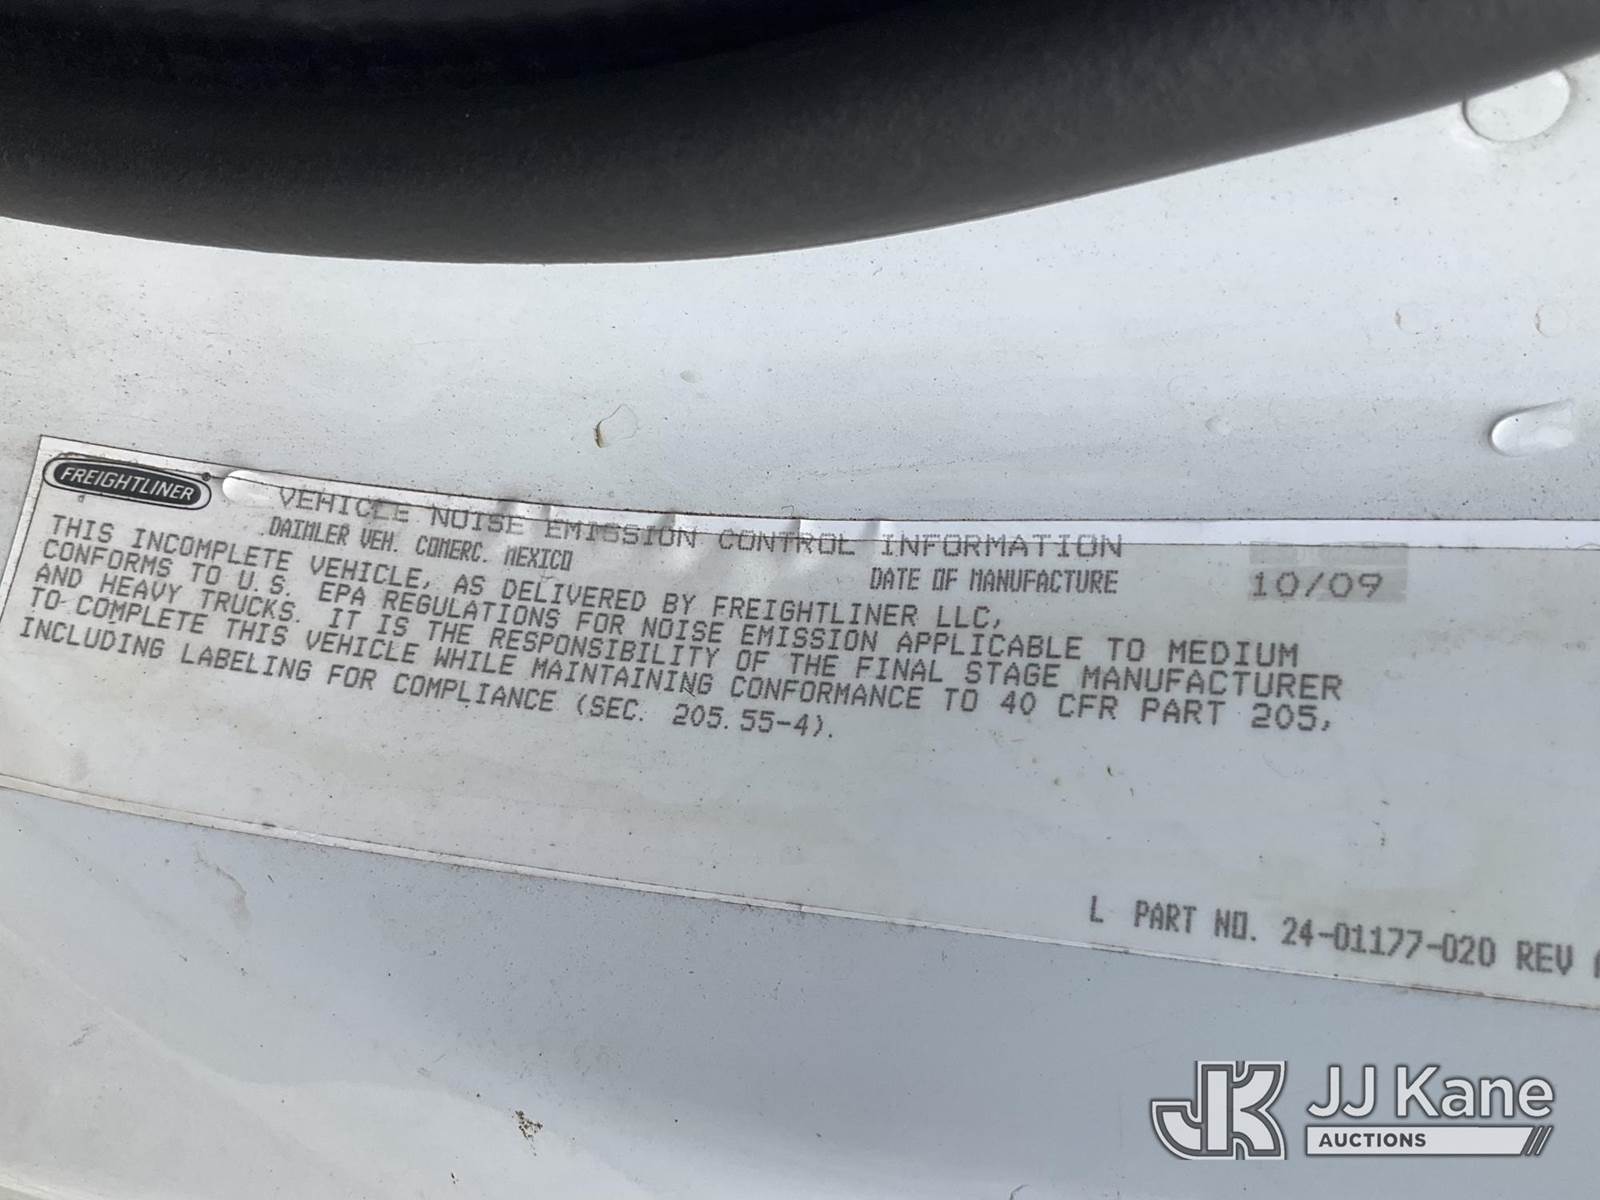 FREIGHTLINER®
VEHICLE NOISE EMISSION CONTROL INFORMATION
DAIMLER VEH. COMERC. MEXICO
DATE OF MANUFACTURE 10/09
THIS INCOMPLETE VEHICLE, AS DELIVERED BY FREIGHTLINER LLC,
CONFORMS TO U.S. EPA REGULATIONS FOR NOISE EMISSION APPLICABLE TO MEDIUM
AND HEAVY TRUCKS. IT IS THE RESPONSIBILITY OF THE FINAL STAGE MANUFACTURER
TO COMPLETE THIS VEHICLE WHILE MAINTAINING CONFORMANCE TO 40 CFR PART 205,
INCLUDING LABELING FOR COMPLIANCE (SEC. 205.55-4).
L PART NO. 24-01177-020 REV
JK JJ Kane
AUCTIONS